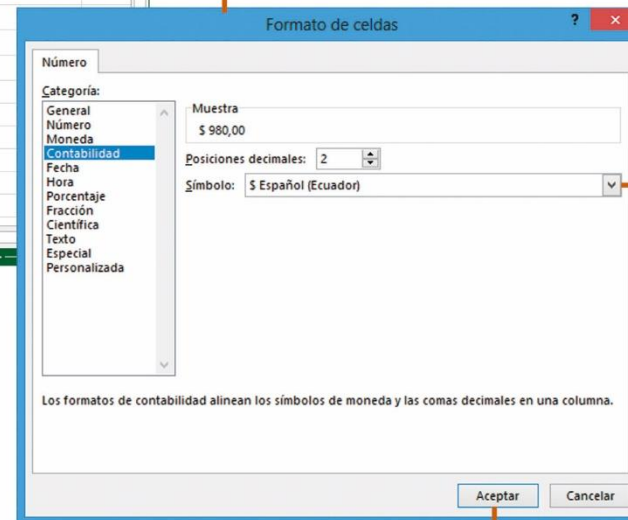 Formato de celdas
? ×
Número
Categoría:
General
Número
Moneda
Contabilidad
Fecha
Hora
Porcentaje
Fracción
Científica
Texto
Especial
Personalizada
Muestra
$ 980,00
Posiciones decimales: 2
Símbolo: $ Español (Ecuador)
Los formatos de contabilidad alinean los símbolos de moneda y las comas decimales en una columna.
Aceptar Cancelar